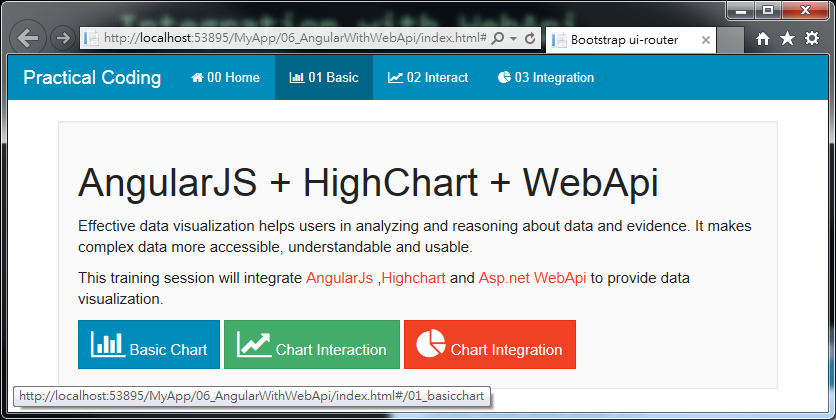 Integration with WebApi
http://localhost:53895/MyApp/06_AngularWithWebApi/index.html#
Bootstrap ui-router
Practical Coding
00 Home
01 Basic
02 Interact
03 Integration
AngularJS + HighChart + WebApi
Effective data visualization helps users in analyzing and reasoning about data and evidence. It makes
complex data more accessible, understandable and usable.
This training session will integrate AngularJs ,Highchart and Asp.net WebApi to provide data
visualization.
Basic Chart
Chart Interaction
Chart Integration
http://localhost:53895/MyApp/06_AngularWithWebApi/index.html#/01_basicchart